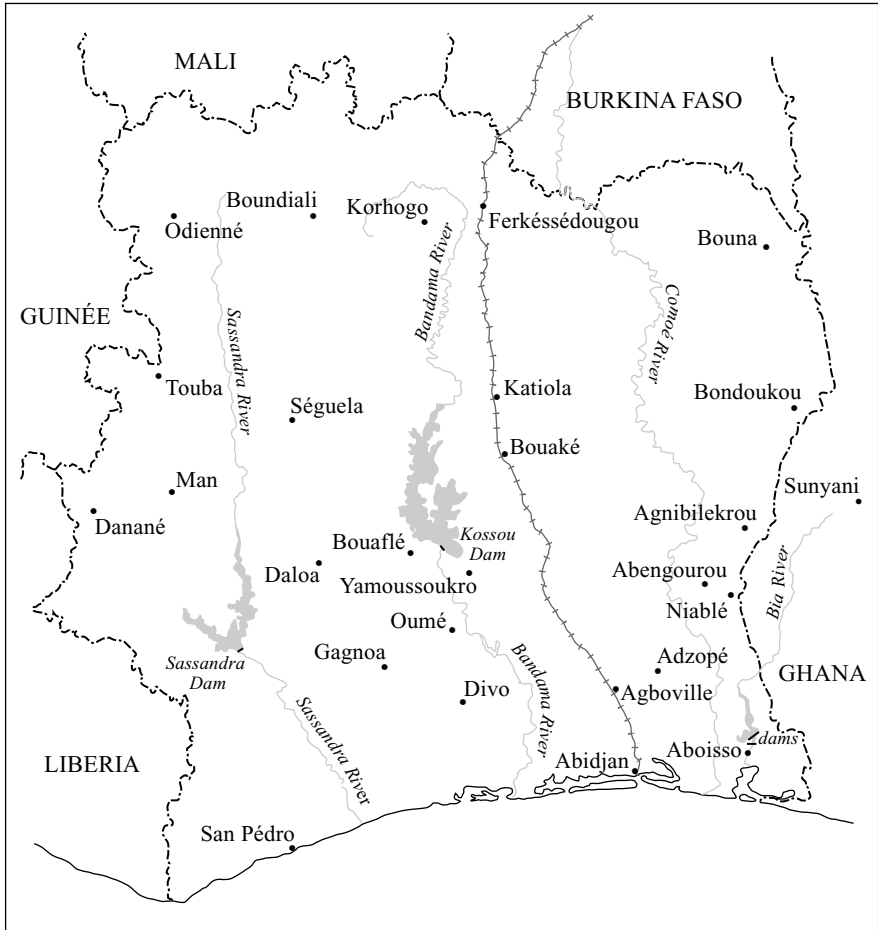 MALI
BURKINA FASO
Boundiali
Korhogo
Odienné
Ferkéssédougou
Bouna
Bandama River
GUINÉE
Sassandra River
Comoé River
Touba
Katiola
Bondoukou
Séguela
Bouaké
Man
Sunyani
Danané
Agnibilekrou
Kossou
Dam
Bouaflé
Daloa
Yamoussoukro
Abengourou
Niablé
Bia River
Oumé
Gagnoa
Sassandra
Dam
Adzopé
GHANA
Divo
Bandama River
Agboville
Sassandra River
LIBERIA
Abidjan
Aboisso
dams
San Pédro